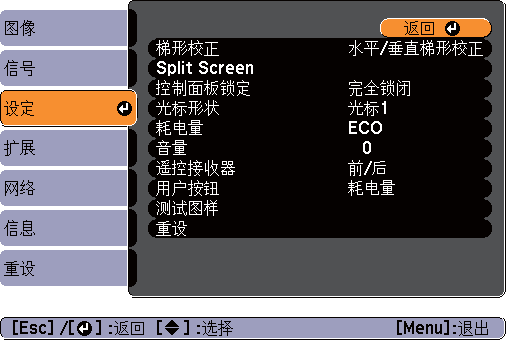 图像
信号
设定
扩展
网络
信息
重设
返回
梯形校正 水平/垂直梯形校正
Split Screen
控制面板锁定 完全锁闭
光标形状 光标1
耗电量 ECO
音量 0
遥控接收器 前/后
用户按钮 耗电量
测试图样
重设
[Esc] /[ ] :返回 [ ] :选择 [Menu]:退出